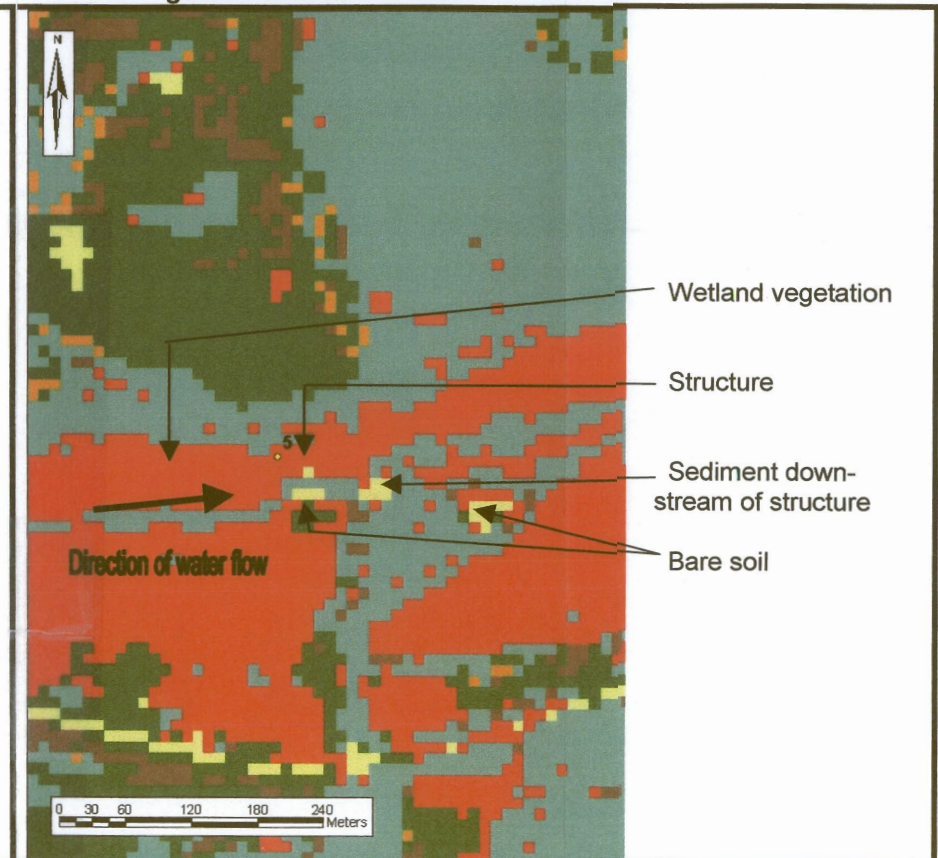 N
Wetland vegetation
Structure
5
Sediment down-
stream of structure
Direction of water flow
Bare soil
0 30 60 120 180 240
Meters